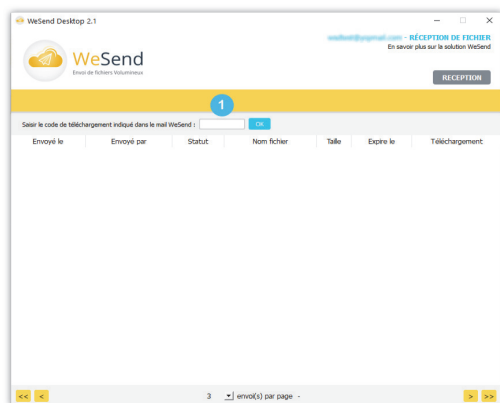 WeSend Desktop 2.1
- RÉCEPTION DE FICHIER
En savoir plus sur la solution WeSend
WeSend
Envoi de fichiers Volumineux
RECEPTION
1
Saisir le code de téléchargement indiqué dans le mail WeSend :
OK
Envoyé le Envoyé par Statut Nom fichier Taille Expire le Téléchargement
<< < 3 envoi(s) par page - > >>